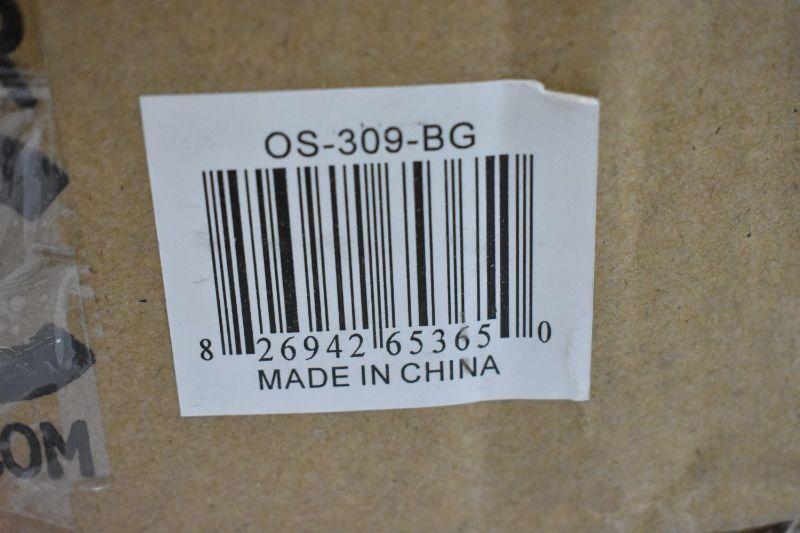 OS-309-BG
8 26942 65365 0
MADE IN CHINA
OM